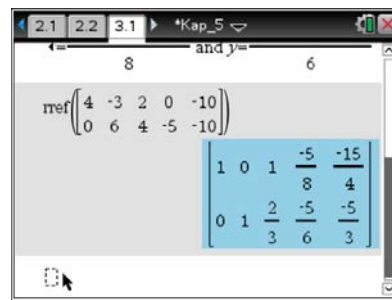 2.1 2.2 3.1 *Kap_5
and y=
8 6
rref([4 -3 2 0 -10
0 6 4 -5 -10])
[1 0 1 -5/8 -15/4
0 1 2/3 -5/6 -5/3]